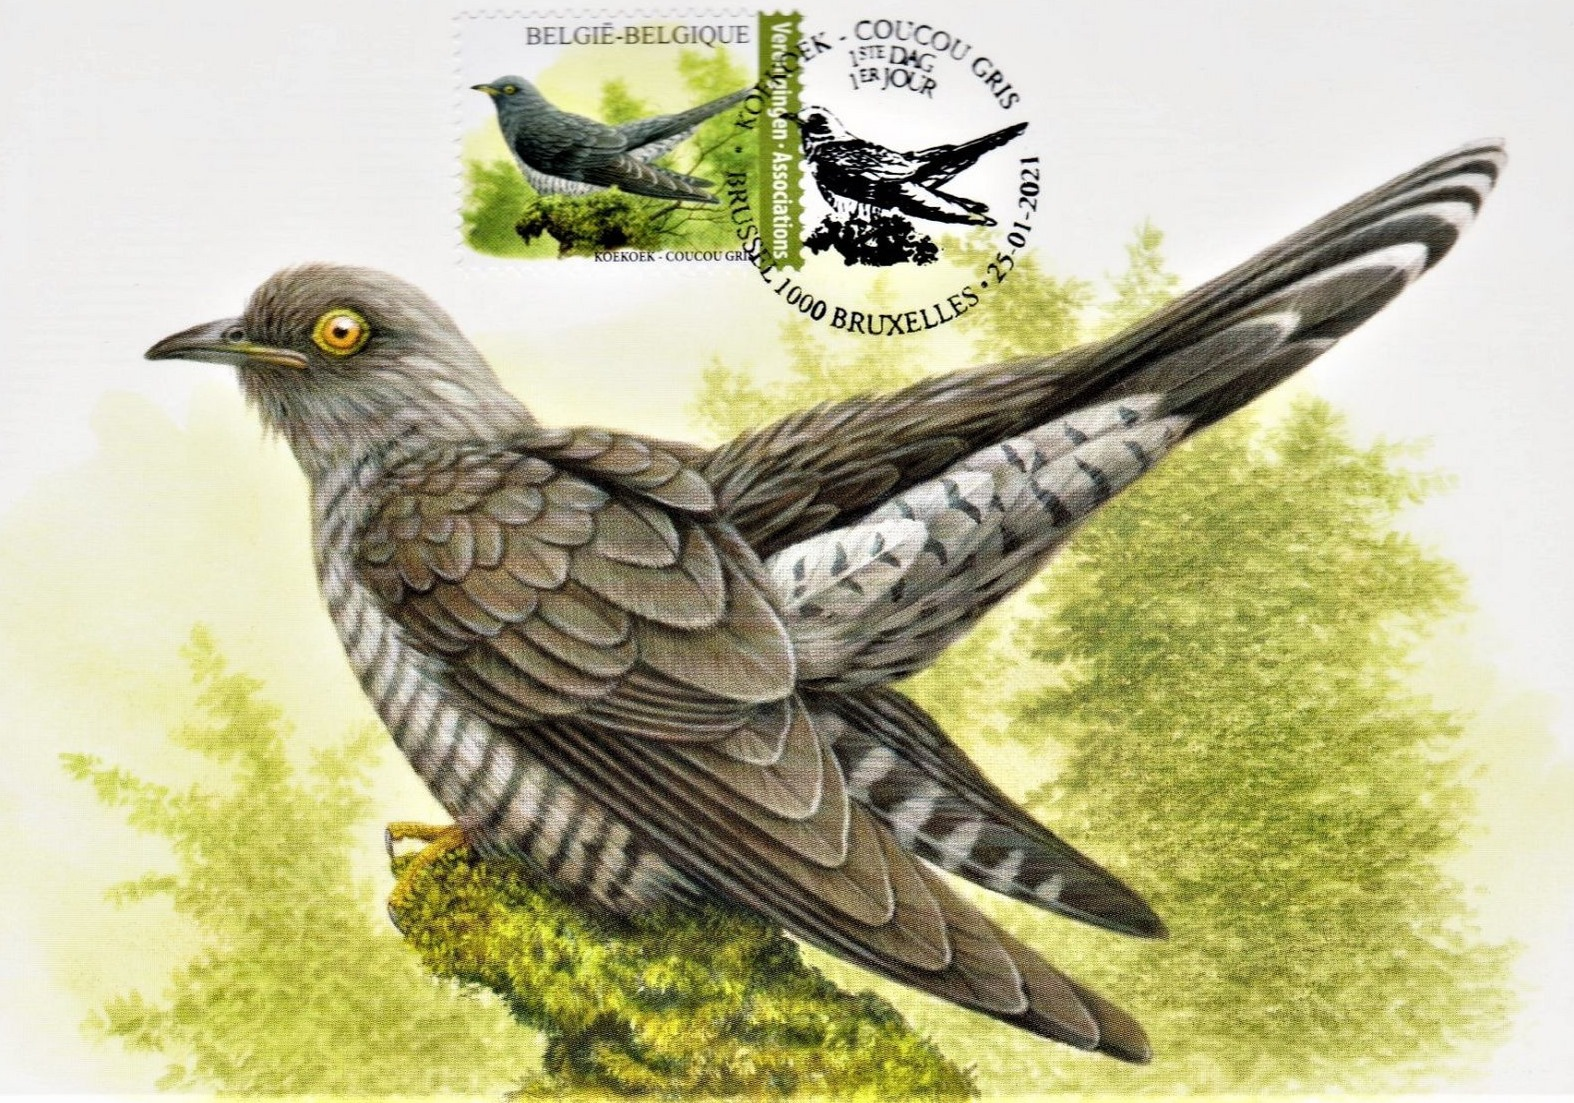 BELGIË-BELGIQUE
Verenigingen · Associations
KOEKOEK - COUCOU GRIS
KOEKOEK - COUCOU GRIS
1STE DAG
1ER JOUR
• BRUSSEL 1000 BRUXELLES • 25-01-2021